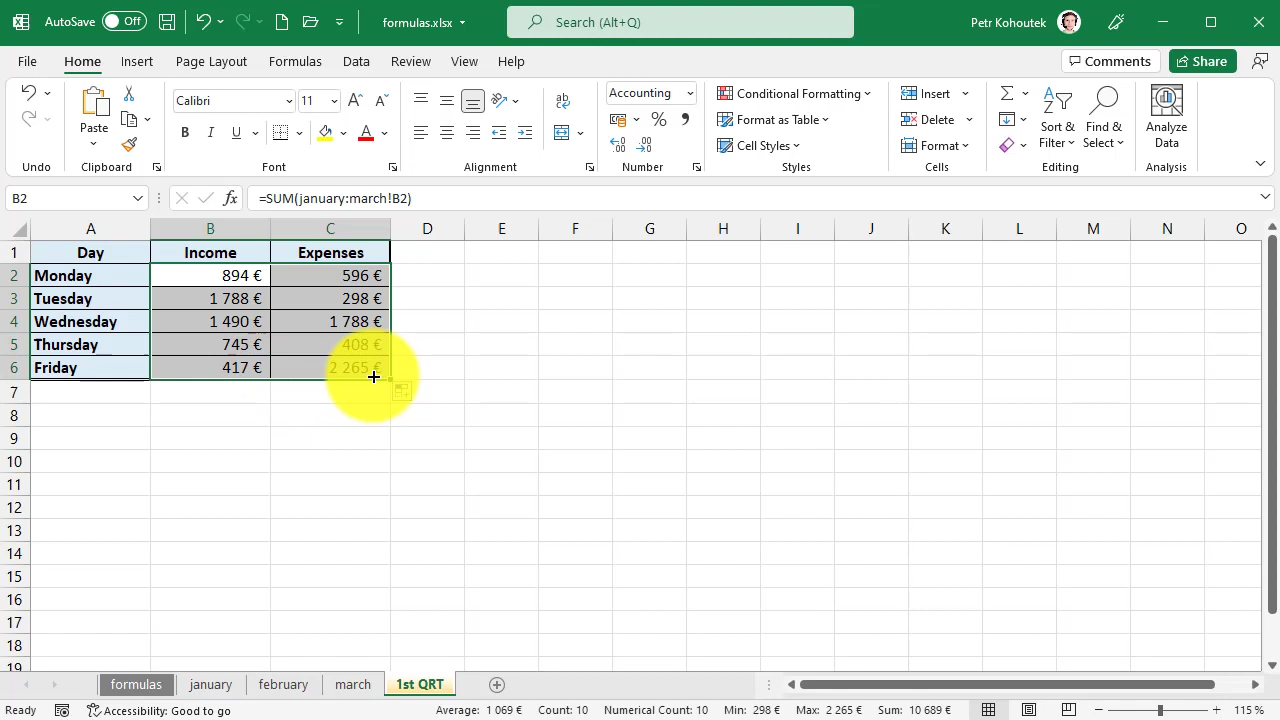 AutoSave Off formulas.xlsx Search (Alt+Q) Petr Kohoutek
File Home Insert Page Layout Formulas Data Review View Help Comments Share
Paste Calibri 11 B I U A ab Accounting % Conditional Formatting Format as Table Cell Styles Insert Delete Format Sort & Filter Find & Select Analyze Data
Undo Clipboard Font Alignment Number Styles Cells Editing Analysis
B2 fx =SUM(january:march!B2)
A B C D E F G H I J K L M N O
1 Day Income Expenses
2 Monday 894 € 596 €
3 Tuesday 1 788 € 298 €
4 Wednesday 1 490 € 1 788 €
5 Thursday 745 € 408 €
6 Friday 417 € 2 265 €
7
8
9
10
11
12
13
14
15
16
17
18
19
formulas january february march 1st QRT
Ready Accessibility: Good to go Average: 1 069 € Count: 10 Numerical Count: 10 Min: 298 € Max: 2 265 € Sum: 10 689 € 115 %